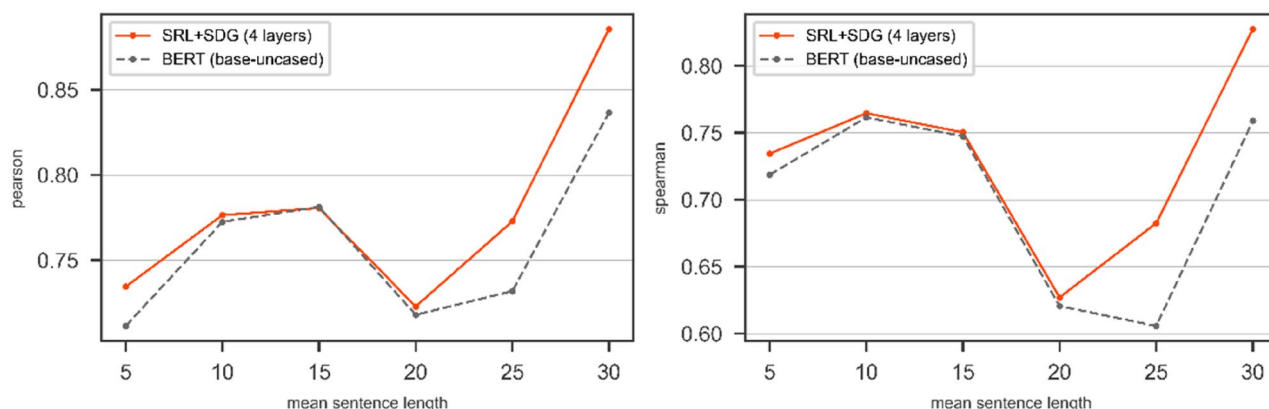 SRL+SDG (4 layers)
BERT (base-uncased)
0.85
0.80
0.75
pearson
5 10 15 20 25 30
mean sentence length
SRL+SDG (4 layers)
BERT (base-uncased)
0.80
0.75
0.70
0.65
0.60
spearman
5 10 15 20 25 30
mean sentence length